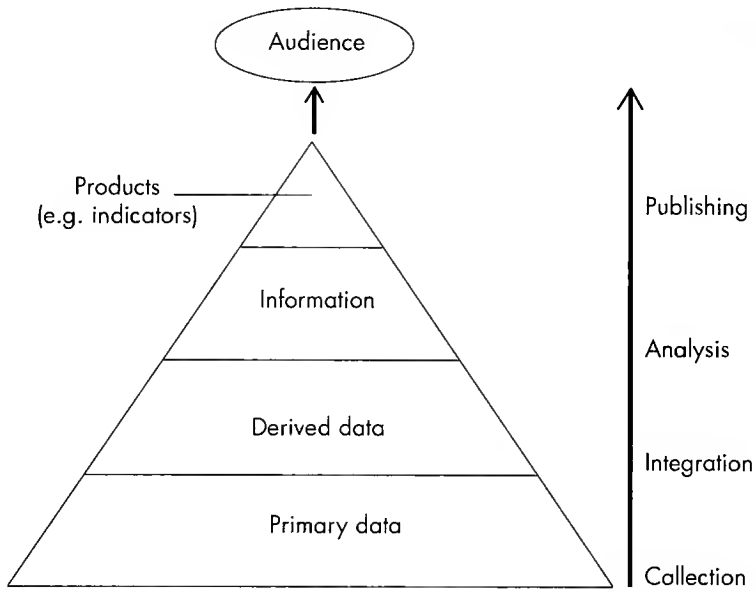 Audience
Products
(e.g. indicators)
Publishing
Information
Analysis
Derived data
Integration
Primary data
Collection